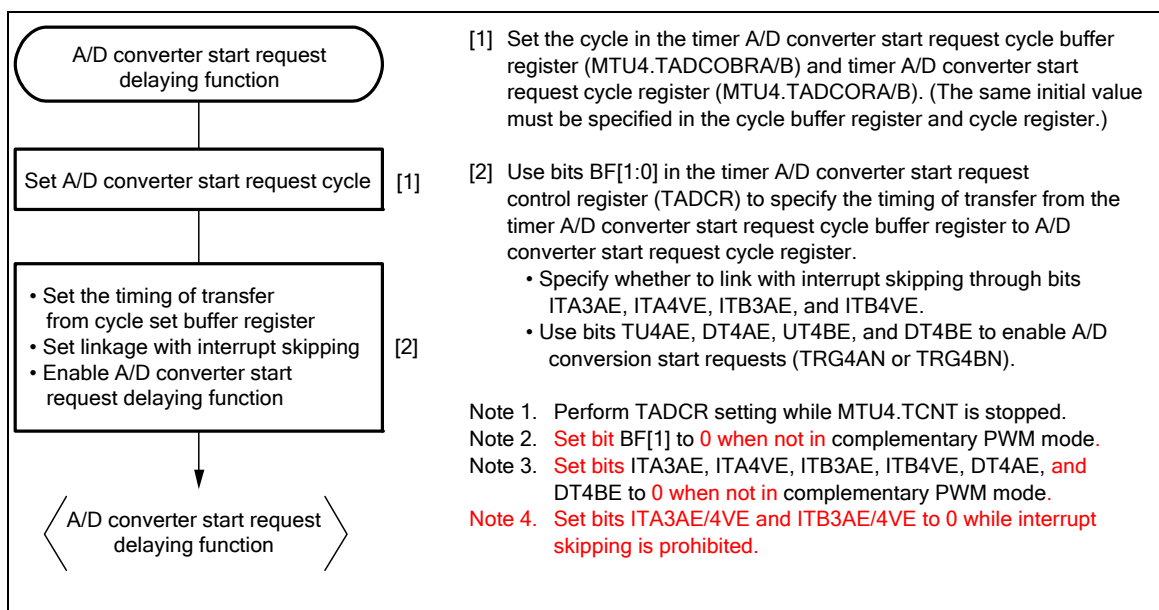 A/D converter start request
delaying function
Set A/D converter start request cycle
[1]
• Set the timing of transfer
from cycle set buffer register
• Set linkage with interrupt skipping
• Enable A/D converter start
request delaying function
[2]
A/D converter start request
delaying function
[1] Set the cycle in the timer A/D converter start request cycle buffer
register (MTU4.TADCOBRA/B) and timer A/D converter start
request cycle register (MTU4.TADCORA/B). (The same initial value
must be specified in the cycle buffer register and cycle register.)
[2] Use bits BF[1:0] in the timer A/D converter start request
control register (TADCR) to specify the timing of transfer from the
timer A/D converter start request cycle buffer register to A/D
converter start request cycle register.
• Specify whether to link with interrupt skipping through bits
ITA3AE, ITA4VE, ITB3AE, and ITB4VE.
• Use bits TU4AE, DT4AE, UT4BE, and DT4BE to enable A/D
conversion start requests (TRG4AN or TRG4BN).
Note 1. Perform TADCR setting while MTU4.TCNT is stopped.
Note 2. Set bit BF[1] to 0 when not in complementary PWM mode.
Note 3. Set bits ITA3AE, ITA4VE, ITB3AE, ITB4VE, DT4AE, and
DT4BE to 0 when not in complementary PWM mode.
Note 4. Set bits ITA3AE/4VE and ITB3AE/4VE to 0 while interrupt
skipping is prohibited.